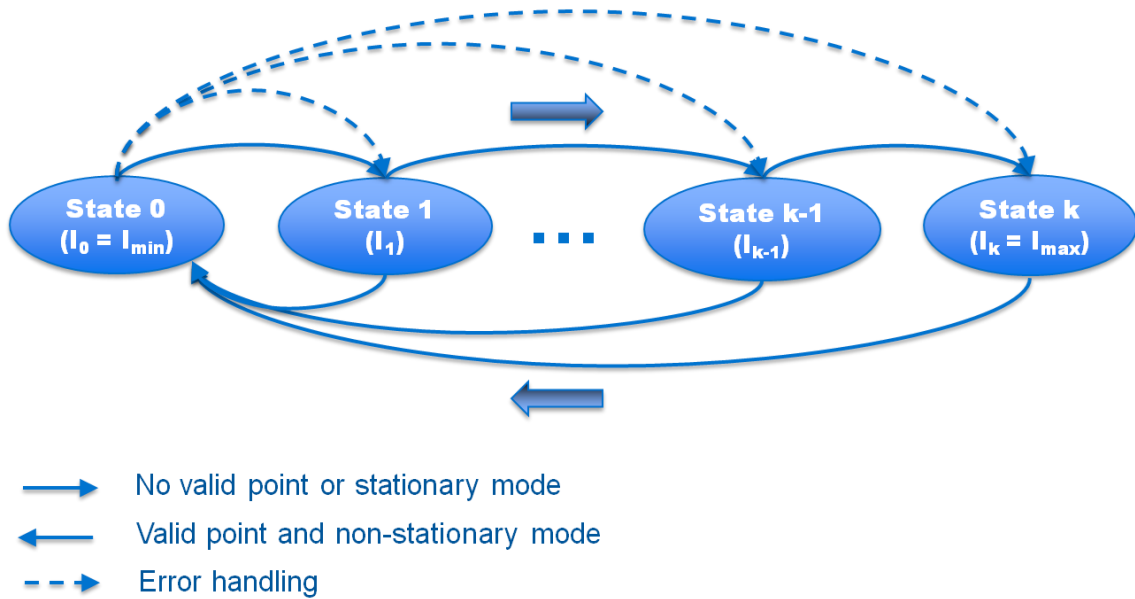 State 0
(I₀ = Iₘᵢₙ)
State 1
(I₁)
...
State k-1
(Iₖ₋₁)
State k
(Iₖ = Iₘₐₓ)
No valid point or stationary mode
Valid point and non-stationary mode
Error handling